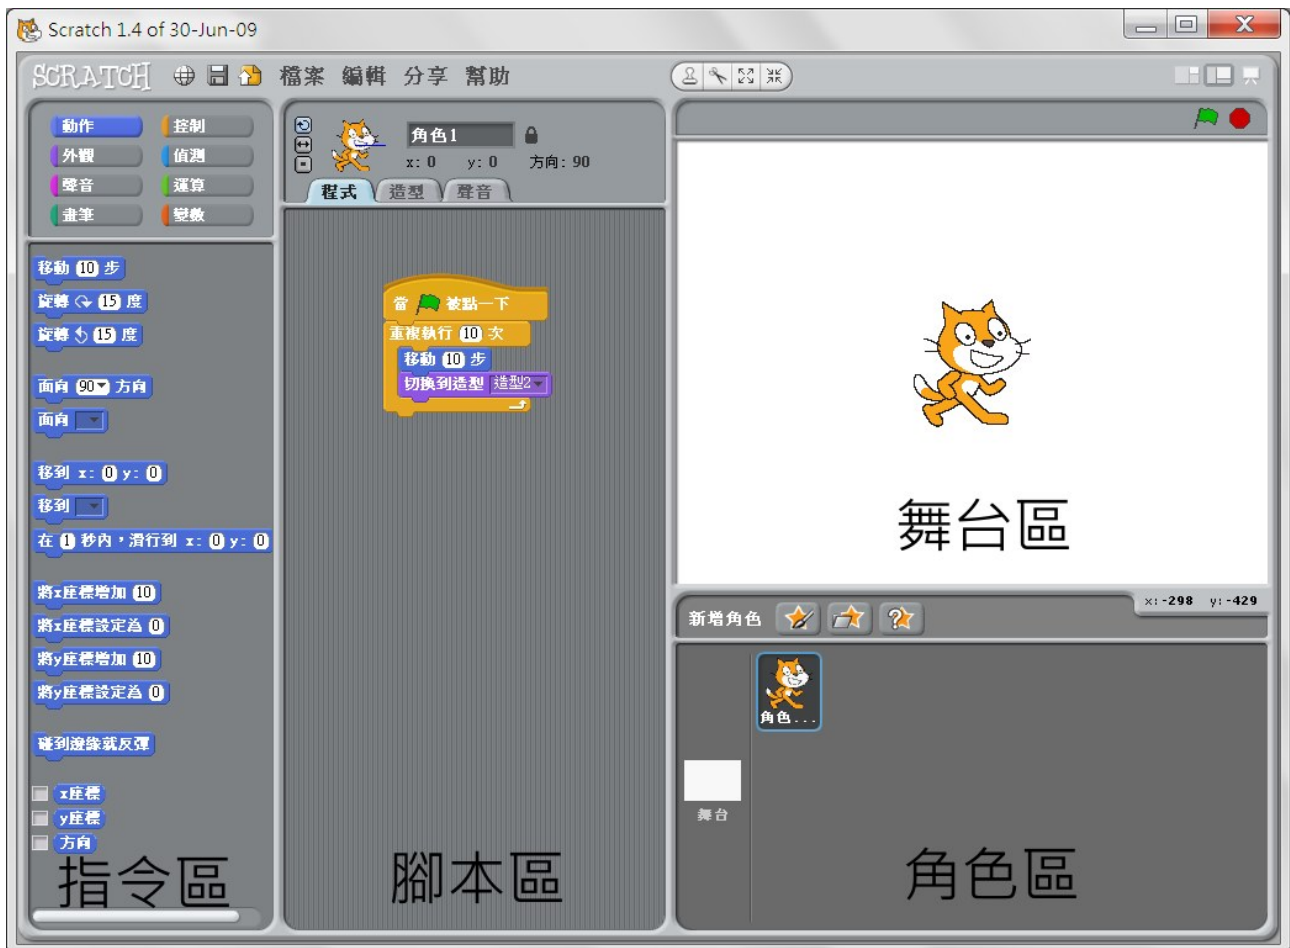 Scratch 1.4 of 30-Jun-09
SCRATCH 檔案 編輯 分享 幫助
動作 控制
外觀 偵測
聲音 運算
畫筆 變數
移動 10 步
旋轉 15 度
旋轉 15 度
面向 90 方向
面向
移到 x: 0 y: 0
移到
在 1 秒內，滑行到 x: 0 y: 0
將x座標增加 10
將x座標設定為 0
將y座標增加 10
將y座標設定為 0
碰到邊緣就反彈
x座標
y座標
方向
指令區
角色1
x: 0 y: 0 方向: 90
程式 造型 聲音
當 被點一下
重複執行 10 次
移動 10 步
切換到造型 造型2
腳本區
舞台區
x: -298 y: -429
新增角色
角色...
舞台
角色區